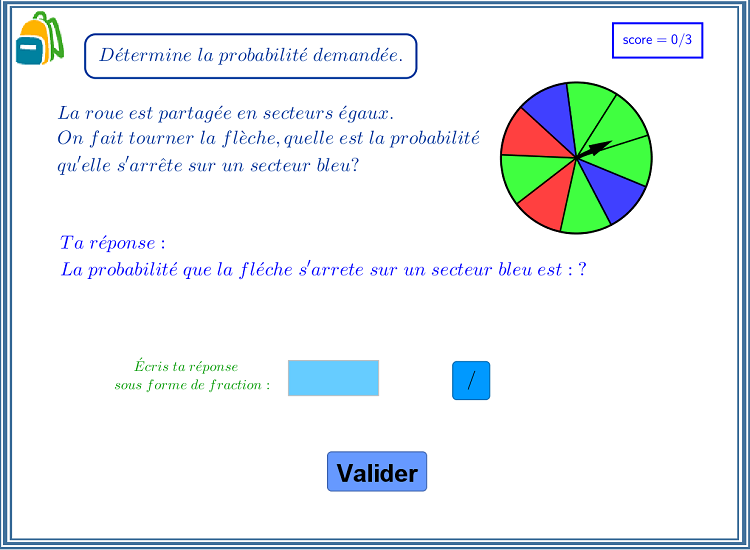 Détermine la probabilité demandée.
score = 0/3
La roue est partagée en secteurs égaux.
On fait tourner la flèche, quelle est la probabilité
qu'elle s'arrête sur un secteur bleu?
Ta réponse :
La probabilité que la fléche s'arrete sur un secteur bleu est : ?
Écris ta réponse
sous forme de fraction :
/
Valider